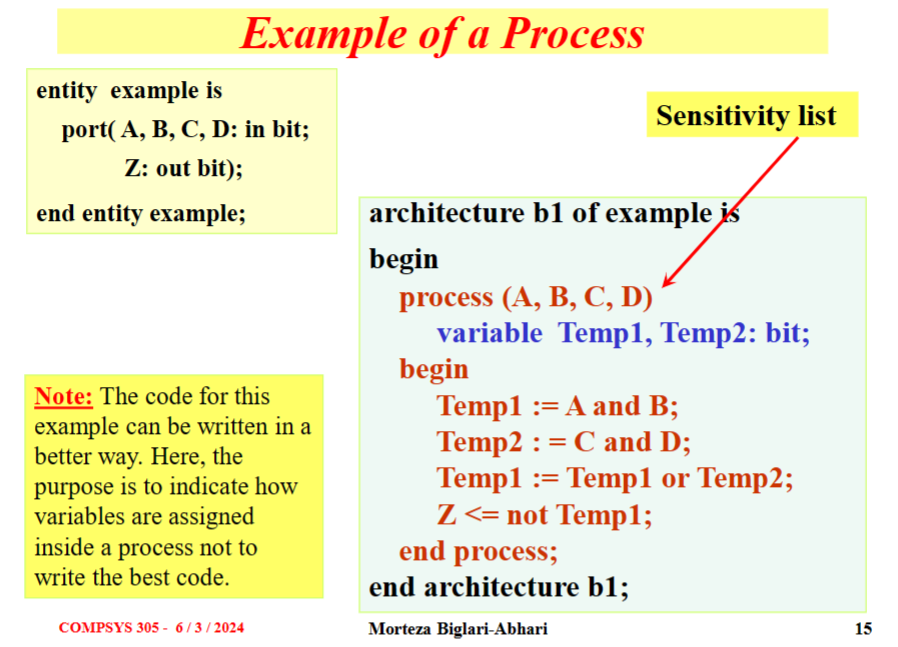 Example of a Process
entity example is
port( A, B, C, D: in bit;
Z: out bit);
end entity example;
Sensitivity list
architecture b1 of example is
begin
process (A, B, C, D)
variable Temp1, Temp2: bit;
begin
Temp1 := A and B;
Temp2 : = C and D;
Temp1 := Temp1 or Temp2;
Z <= not Temp1;
end process;
end architecture b1;
Note: The code for this
example can be written in a
better way. Here, the
purpose is to indicate how
variables are assigned
inside a process not to
write the best code.
COMPSYS 305 - 6 / 3 / 2024
Morteza Biglari-Abhari
15